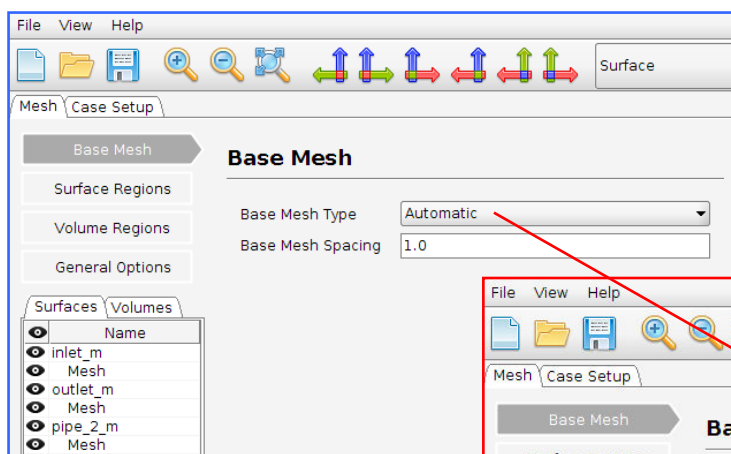 File View Help
Surface
Mesh Case Setup
Base Mesh
Surface Regions
Volume Regions
General Options
Base Mesh
Base Mesh Type Automatic
Base Mesh Spacing 1.0
Surfaces Volumes
Name
inlet_m
Mesh
outlet_m
Mesh
pipe_2_m
Mesh
File View Help
Mesh Case Setup
Base Mesh
Ba